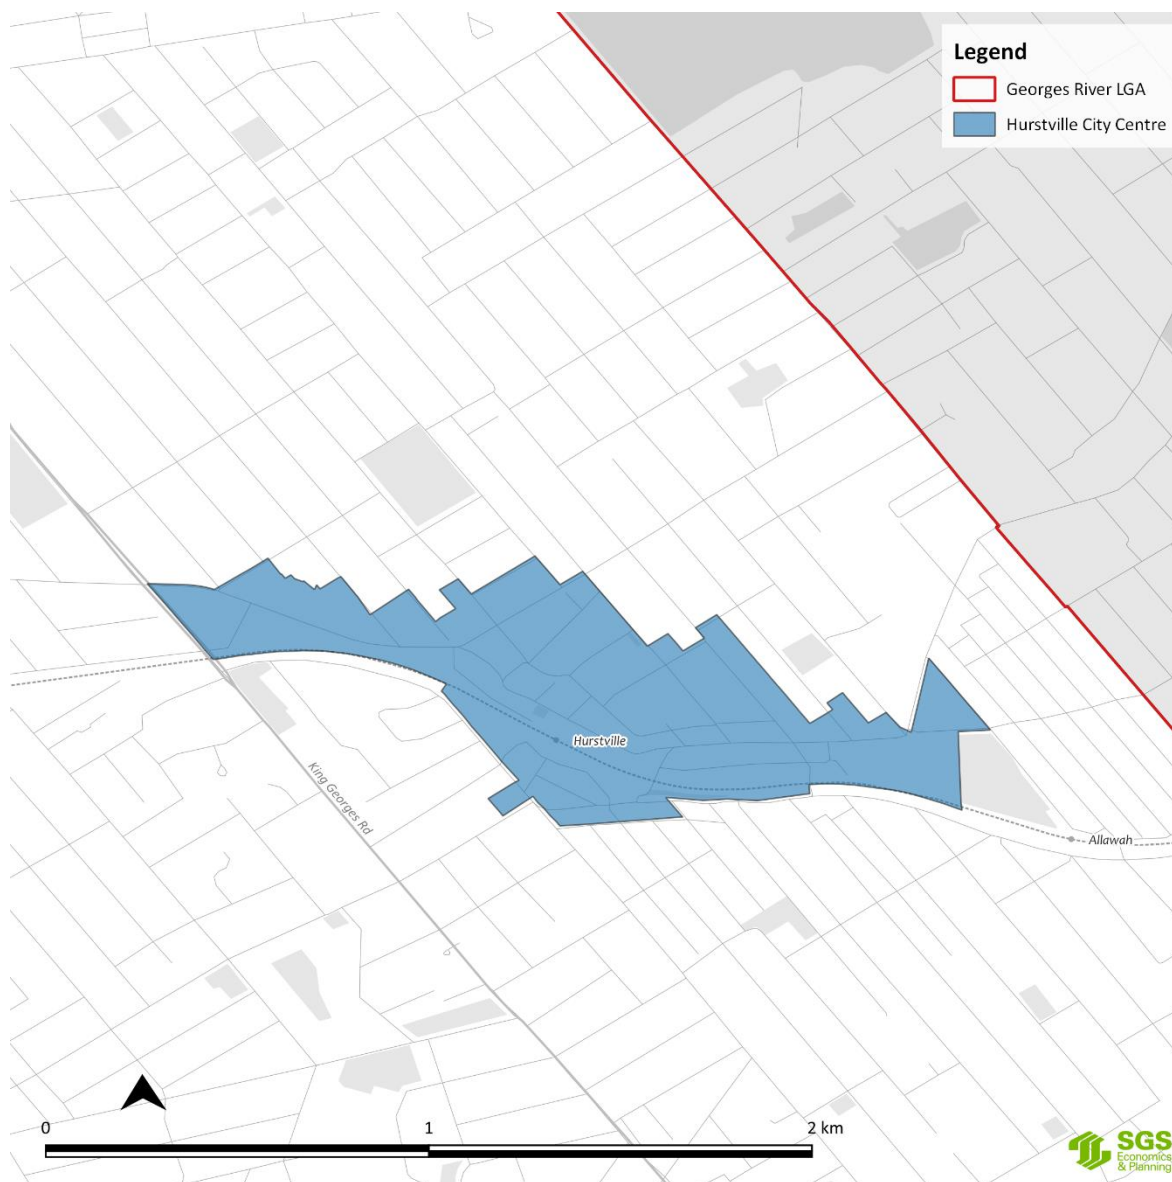 Legend
Georges River LGA
Hurstville City Centre
Hurstville
King Georges Rd
Allawah
0
1
2 km
SGS
Economics
& Planning